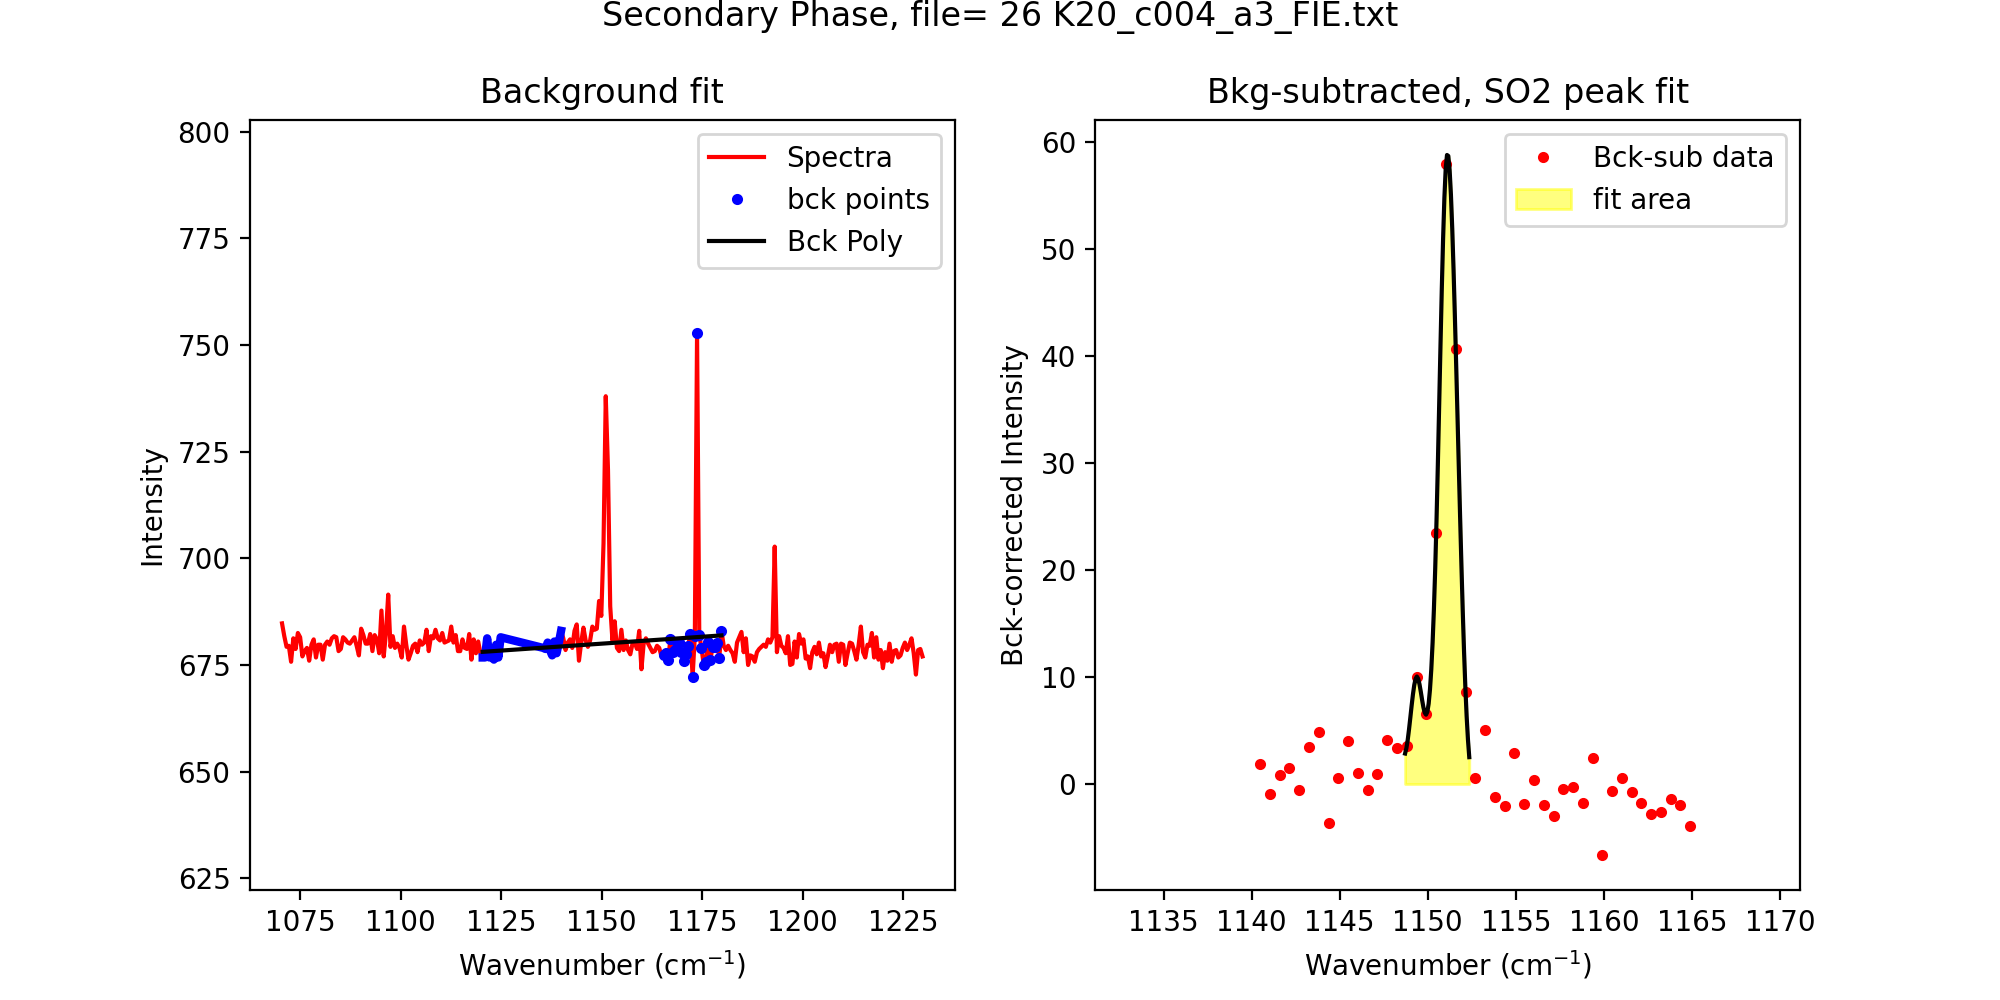 Secondary Phase, file= 26 K20_c004_a3_FIE.txt
Background fit
Spectra
bck points
Bck Poly
800
775
750
725
700
675
650
625
Intensity
1075 1100 1125 1150 1175 1200 1225
Wavenumber (cm⁻¹)
Bkg-subtracted, SO2 peak fit
Bck-sub data
fit area
60
50
40
30
20
10
0
Bck-corrected Intensity
1135 1140 1145 1150 1155 1160 1165 1170
Wavenumber (cm⁻¹)